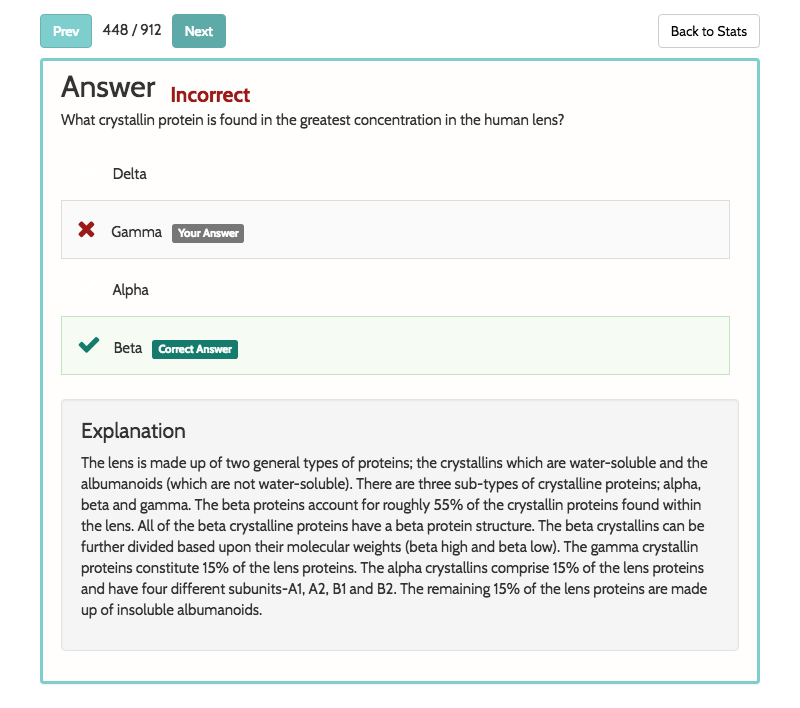 Prev 448 / 912 Next Back to Stats
Answer Incorrect
What crystallin protein is found in the greatest concentration in the human lens?
Delta
Gamma Your Answer
Alpha
Beta Correct Answer
Explanation
The lens is made up of two general types of proteins; the crystallins which are water-soluble and the
albumanoids (which are not water-soluble). There are three sub-types of crystalline proteins; alpha,
beta and gamma. The beta proteins account for roughly 55% of the crystallin proteins found within
the lens. All of the beta crystalline proteins have a beta protein structure. The beta crystallins can be
further divided based upon their molecular weights (beta high and beta low). The gamma crystallin
proteins constitute 15% of the lens proteins. The alpha crystallins comprise 15% of the lens proteins
and have four different subunits-A1, A2, B1 and B2. The remaining 15% of the lens proteins are made
up of insoluble albumanoids.